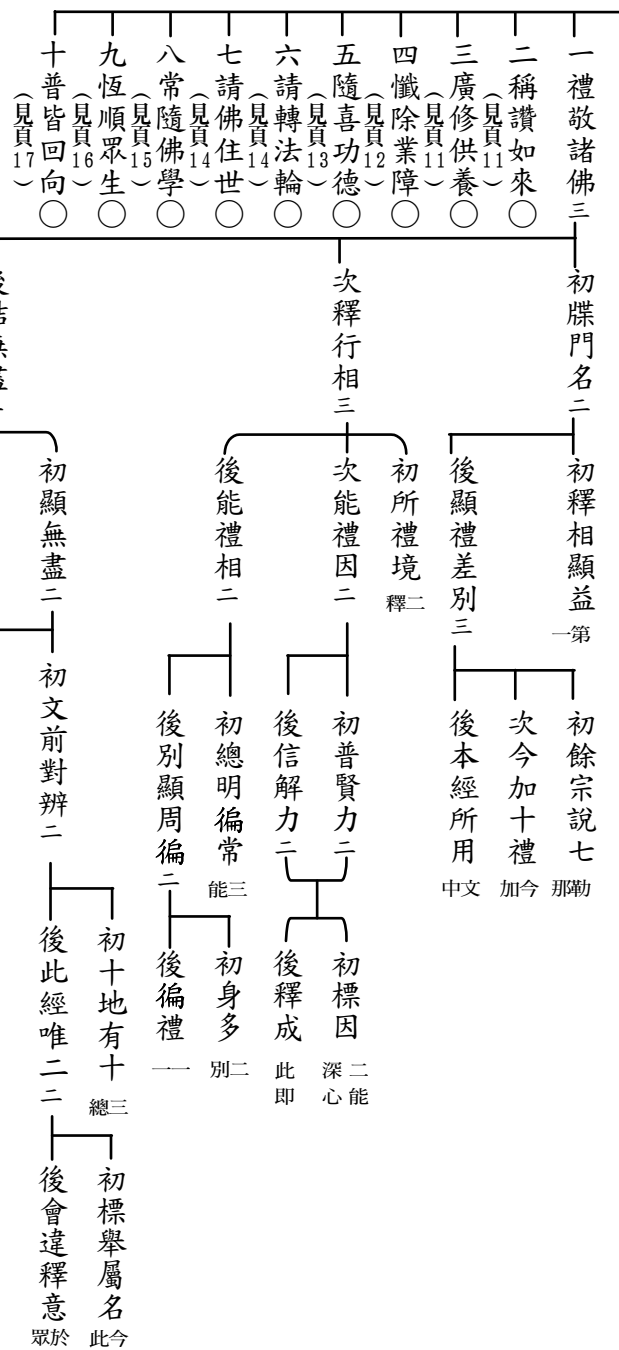 一禮敬諸佛三
二稱讚如來(見頁11)○
三廣修供養(見頁11)○
四懺除業障(見頁12)○
五隨喜功德(見頁13)○
六請轉法輪(見頁14)○
七請佛住世(見頁14)○
八常隨佛學(見頁15)○
九恆順眾生(見頁16)○
十普皆回向(見頁17)○
初牒門名二
次釋行相三
初釋相顯益
一第
後顯禮差別三
初所禮境
釋二
次能禮因二
後能禮相二
初顯無盡二
初餘宗說七
那勒
次今加十禮
加今
後本經所用
中文
初普賢力二
後信解力二
初總明徧常
能三
後別顯周徧二
初文前對辨二
初標因
二能
深心
後釋成
此即
初身多
別二
後徧禮
一一
初十地有十
總三
後此經唯二二
初標舉屬名
此今
後會違釋意
眾於